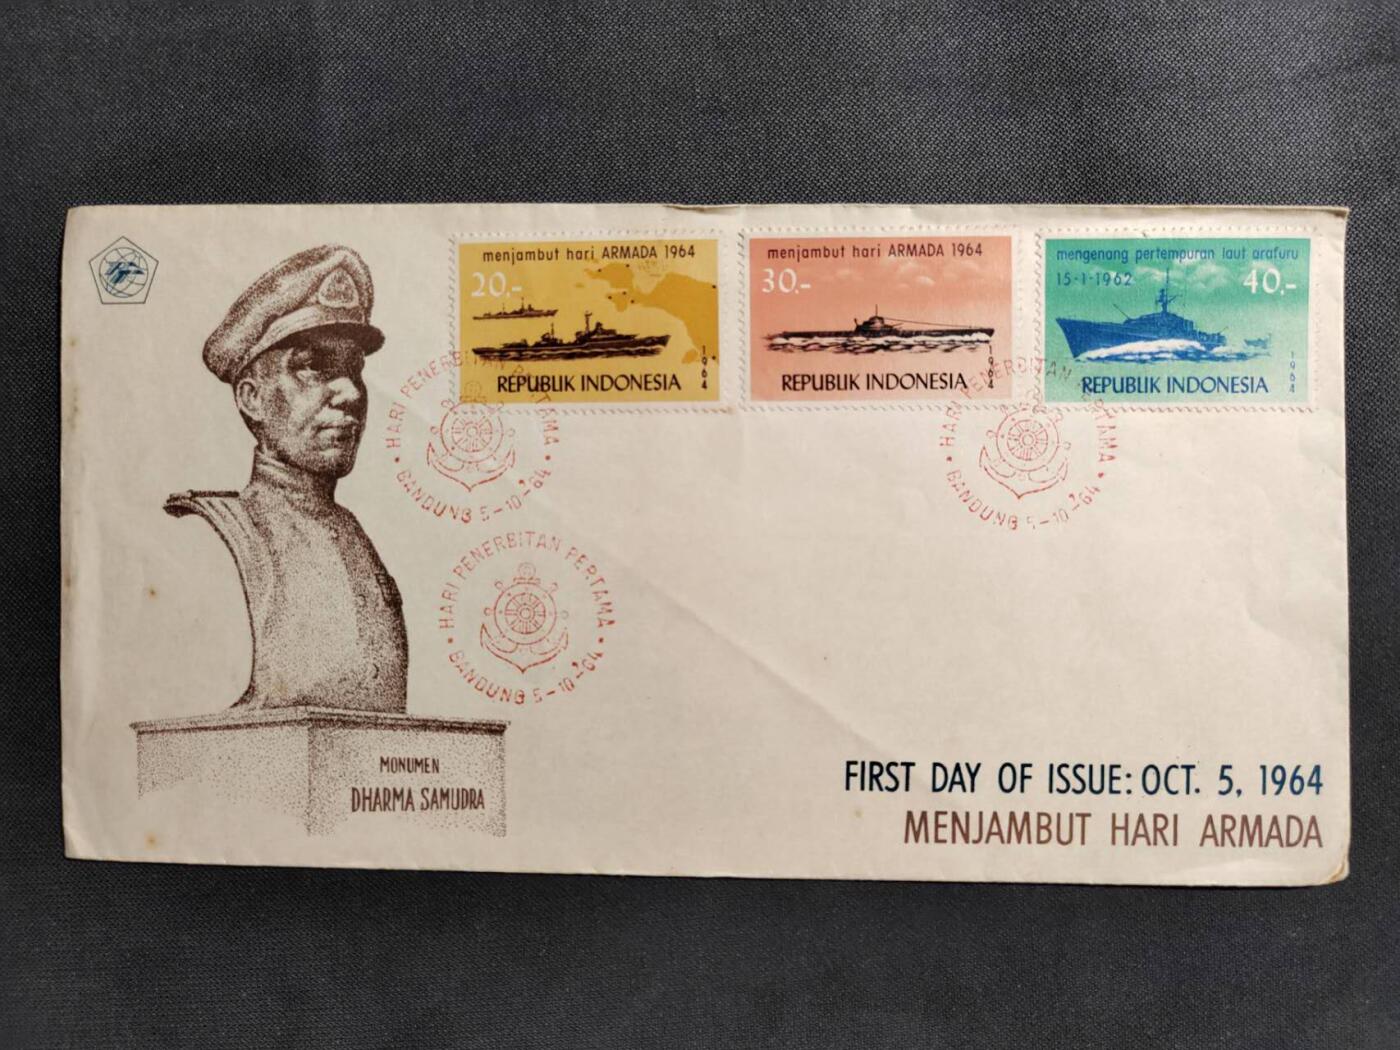 menjambut hari ARMADA 1964
20.-
1964
REPUBLIK INDONESIA
menjambut hari ARMADA 1964
30.-
1964
REPUBLIK INDONESIA
mengenang pertempuran laut arafuru
15-1-1962
40.-
1964
REPUBLIK INDONESIA
HARI PENERBITAN PERTAMA
BANDUNG 5-10-'64
HARI PENERBITAN PERTAMA
BANDUNG 5-10-'64
HARI PENERBITAN PERTAMA
BANDUNG 5-10-'64
MONUMEN
DHARMA SAMUDRA
FIRST DAY OF ISSUE: OCT. 5, 1964
MENJAMBUT HARI ARMADA